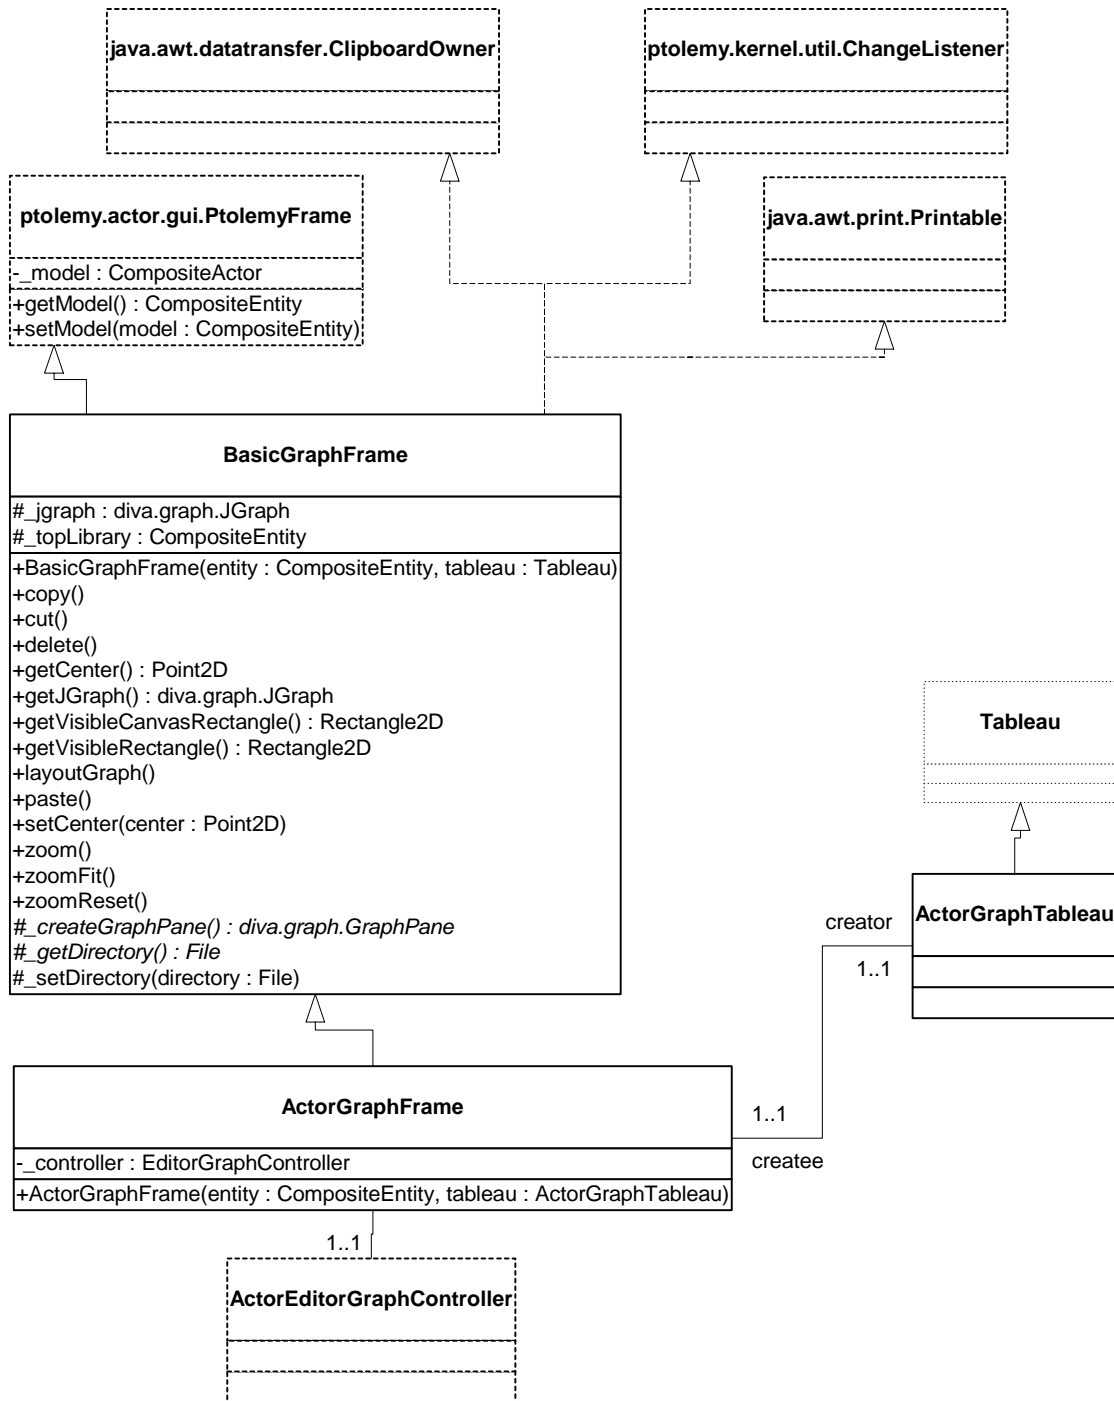 java.awt.datatransfer.ClipboardOwner
ptolemy.kernel.util.ChangeListener
ptolemy.actor.gui.PtolemyFrame
-_model : CompositeActor
+getModel() : CompositeEntity
+setModel(model : CompositeEntity)
java.awt.print.Printable
BasicGraphFrame
#_jgraph : diva.graph.JGraph
#_topLibrary : CompositeEntity
+BasicGraphFrame(entity : CompositeEntity, tableau : Tableau)
+copy()
+cut()
+delete()
+getCenter() : Point2D
+getJGraph() : diva.graph.JGraph
+getVisibleCanvasRectangle() : Rectangle2D
+getVisibleRectangle() : Rectangle2D
+layoutGraph()
+paste()
+setCenter(center : Point2D)
+zoom()
+zoomFit()
+zoomReset()
#_createGraphPane() : diva.graph.GraphPane
#_getDirectory() : File
#_setDirectory(directory : File)
Tableau
ActorGraphTableau
creator
1..1
ActorGraphFrame
-_controller : EditorGraphController
+ActorGraphFrame(entity : CompositeEntity, tableau : ActorGraphTableau)
1..1
createe
1..1
ActorEditorGraphController